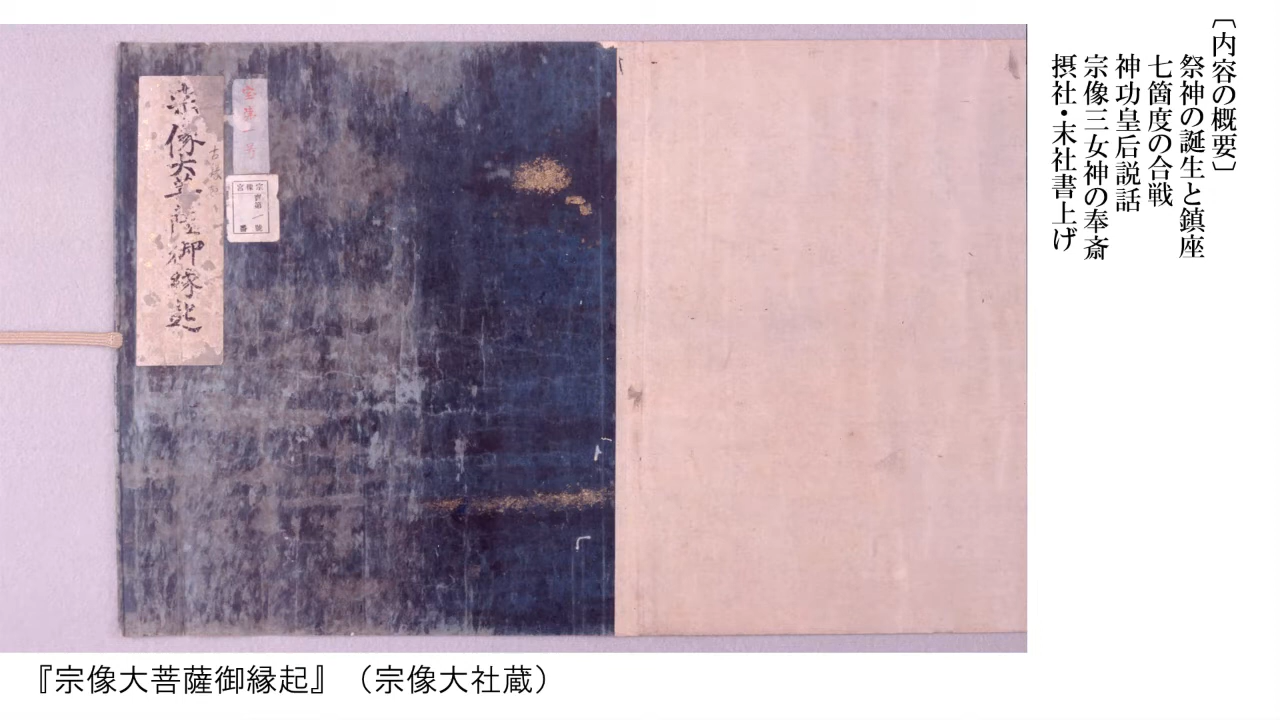 〔内容の概要〕
祭神の誕生と鎮座
七箇度の合戦
神功皇后説話
宗像三女神の奉斎
摂社・末社書上げ
宗像大菩薩御縁起
『宗像大菩薩御縁起』（宗像大社蔵）